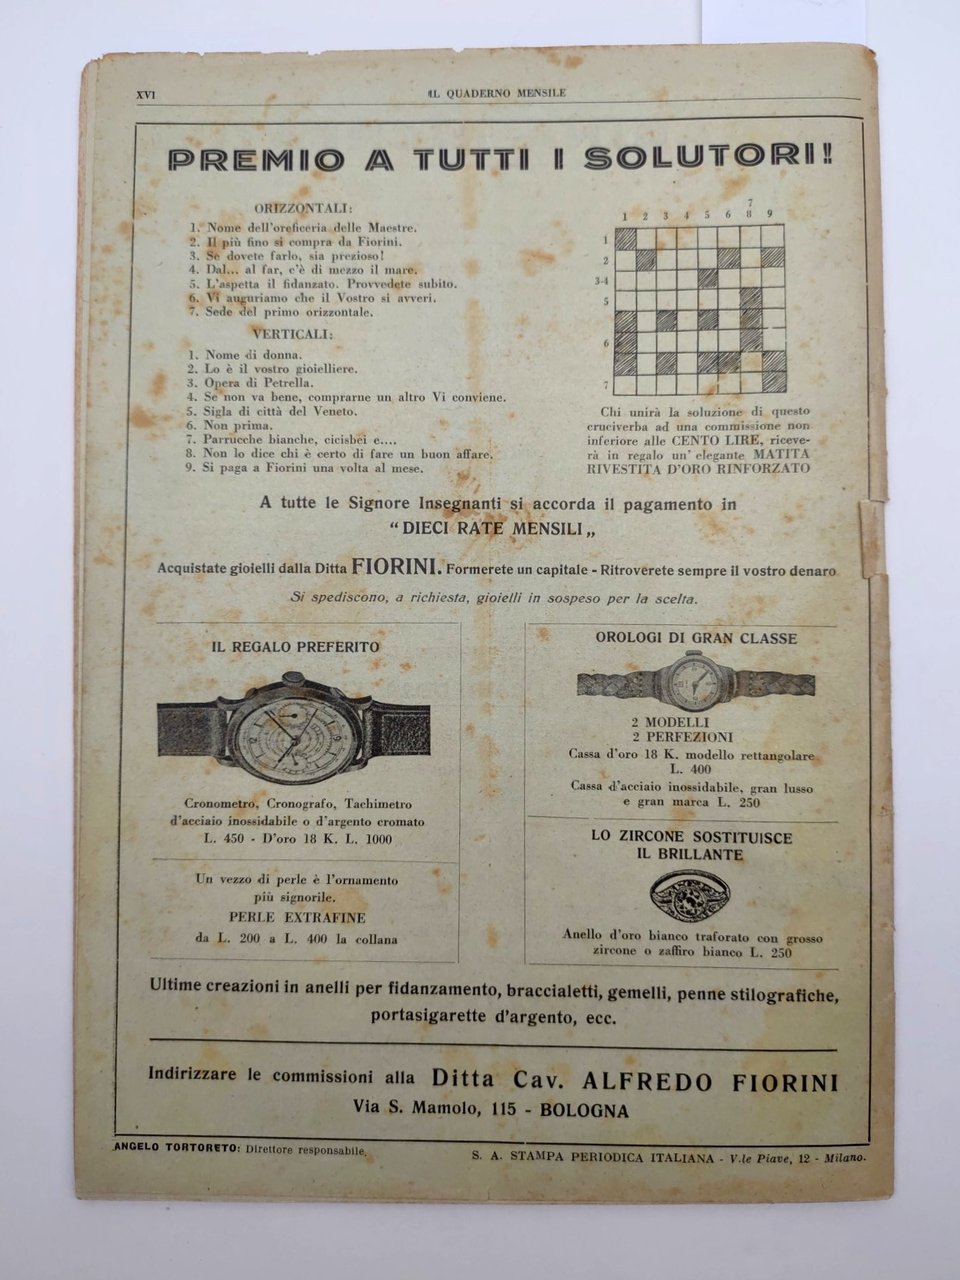 XVI
IL QUADERNO MENSILE
PREMIO A TUTTI I SOLUTORI!
ORIZZONTALI:
1. Nome dell'oreficeria delle Maestre.
2. Il più fino si compra da Fiorini.
3. Se dovete farlo, sia prezioso!
4. Dal... al far, c'è di mezzo il mare.
5. L'aspetta il fidanzato. Provvedete subito.
6. Vi auguriamo che il Vostro si avveri.
7. Sede del primo orizzontale.
VERTICALI:
1. Nome di donna.
2. Lo è il vostro gioielliere.
3. Opera di Petrella.
4. Se non va bene, comprarne un altro Vi conviene.
5. Sigla di città del Veneto.
6. Non prima.
7. Parrucche bianche, cicisbei e....
8. Non lo dice chi è certo di fare un buon affare.
9. Si paga a Fiorini una volta al mese.
7
1 2 3 4 5 6 8 9
1
2
3-4
5
6
7
Chi unirà la soluzione di questo
cruciverba ad una commissione non
inferiore alle CENTO LIRE, riceve-
rà in regalo un' elegante MATITA
RIVESTITA D'ORO RINFORZATO
A tutte le Signore Insegnanti si accorda il pagamento in
“ DIECI RATE MENSILI „
Acquistate gioielli dalla Ditta FIORINI. Formerete un capitale - Ritroverete sempre il vostro denaro
Si spediscono, a richiesta, gioielli in sospeso per la scelta.
IL REGALO PREFERITO
Cronometro, Cronografo, Tachimetro
d'acciaio inossidabile o d'argento cromato
L. 450 - D'oro 18 K. L. 1000
Un vezzo di perle è l'ornamento
più signorile.
PERLE EXTRAFINE
da L. 200 a L. 400 la collana
OROLOGI DI GRAN CLASSE
2 MODELLI
2 PERFEZIONI
Cassa d'oro 18 K. modello rettangolare
L. 400
Cassa d'acciaio inossidabile, gran lusso
e gran marca L. 250
LO ZIRCONE SOSTITUISCE
IL BRILLANTE
Anello d'oro bianco traforato con grosso
zircone o zaffiro bianco L. 250
Ultime creazioni in anelli per fidanzamento, braccialetti, gemelli, penne stilografiche,
portasigarette d'argento, ecc.
Indirizzare le commissioni alla Ditta Cav. ALFREDO FIORINI
Via S. Mamolo, 115 - BOLOGNA
ANGELO TORTORETO: Direttore responsabile.
S. A. STAMPA PERIODICA ITALIANA - V.le Piave, 12 - Milano.